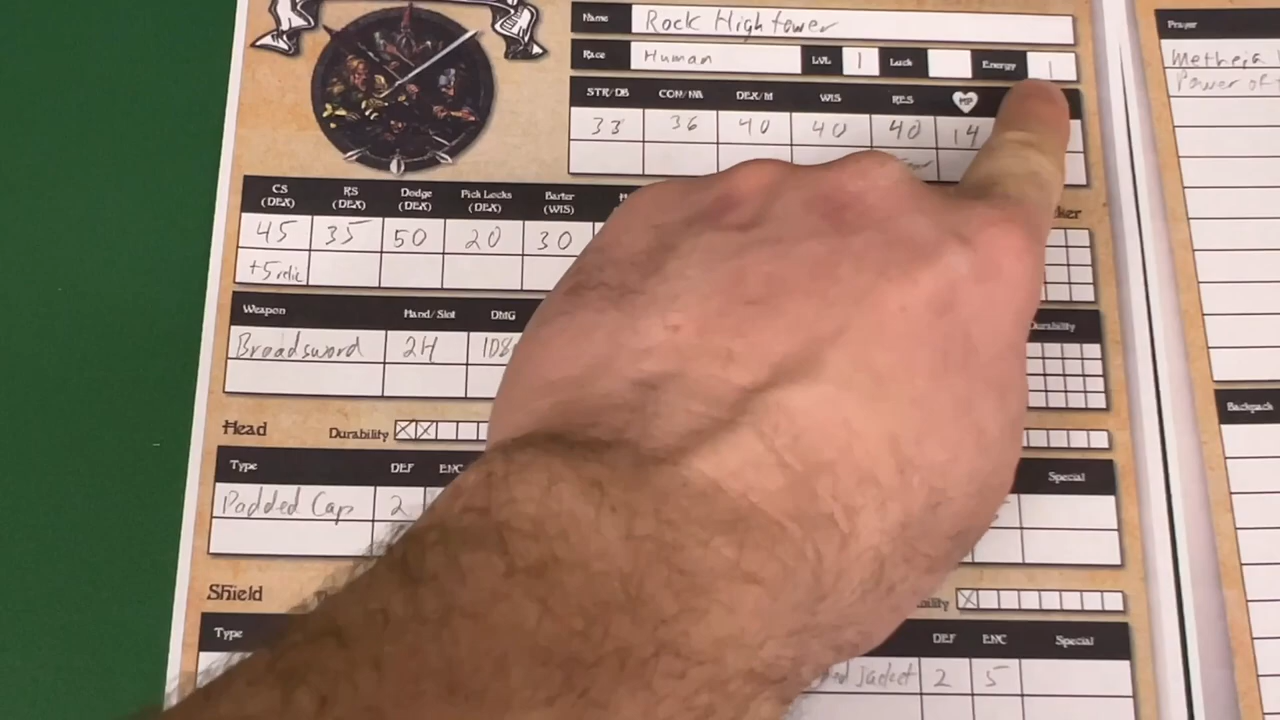 Name Rock Hightower
Race Human LVL 1 Luck Energy 1
STR/DB CON/NA DEX/M WIS RES HP
33 36 40 40 40 14
CS (DEX) RS (DEX) Dodge (DEX) Pick Locks (DEX) Barter (WIS)
45 35 50 20 30
+5 relic
Weapon Hand/Slot DMG Durability
Broadsword 2H 1D8
Head Durability
Type DEF ENC Special
Padded Cap 2
Shield
Type DEF ENC Special
Jacket 2 5
Prayer
Metheia
Power of
Backpack